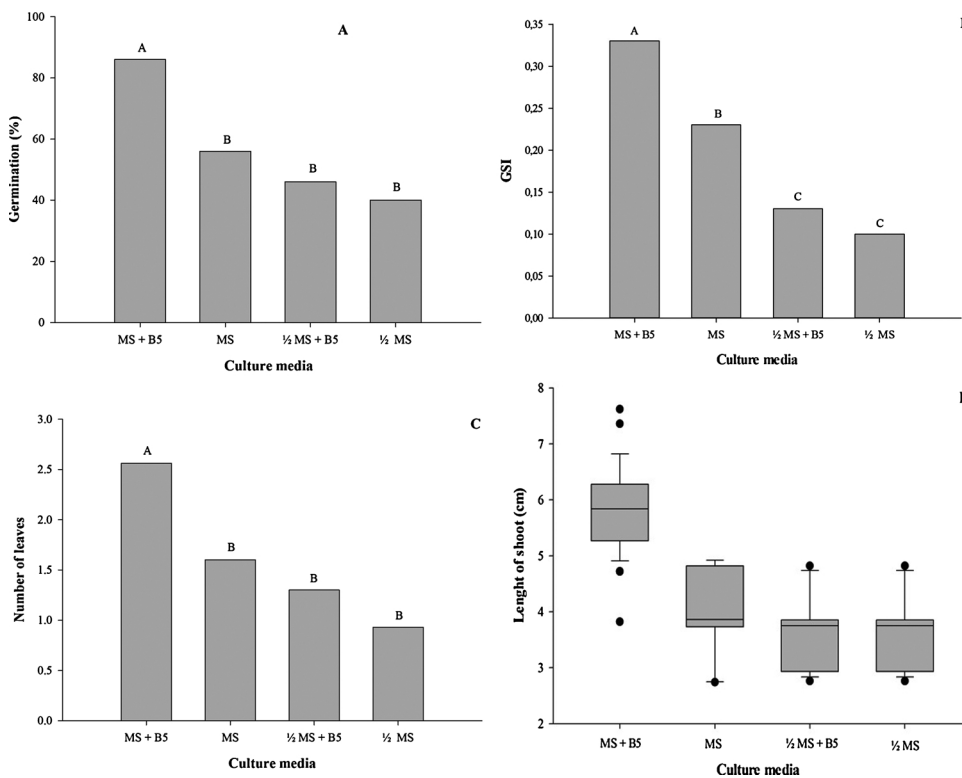 A
Germination (%)
100
80
60
40
20
0
A
B
B
B
MS + B5
MS
½ MS + B5
½ MS
Culture media
GSI
0,35
0,30
0,25
0,20
0,15
0,10
0,05
0,00
A
B
C
C
MS + B5
MS
½ MS + B5
½ MS
Culture media
C
Number of leaves
3.0
2.5
2.0
1.5
1.0
0.5
0.0
A
B
B
B
MS + B5
MS
½ MS + B5
½ MS
Culture media
Lenght of shoot (cm)
8
7
6
5
4
3
2
MS + B5
MS
½ MS + B5
½ MS
Culture media